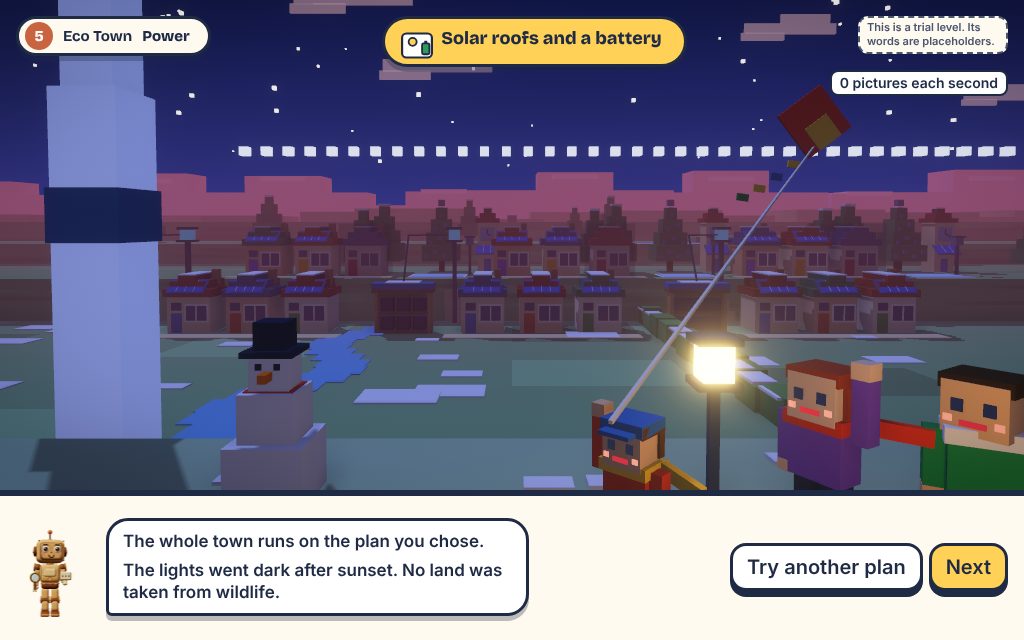 5 Eco Town Power
Solar roofs and a battery
This is a trial level. Its
words are placeholders.
0 pictures each second
The whole town runs on the plan you chose.
The lights went dark after sunset. No land was
taken from wildlife.
Try another plan
Next